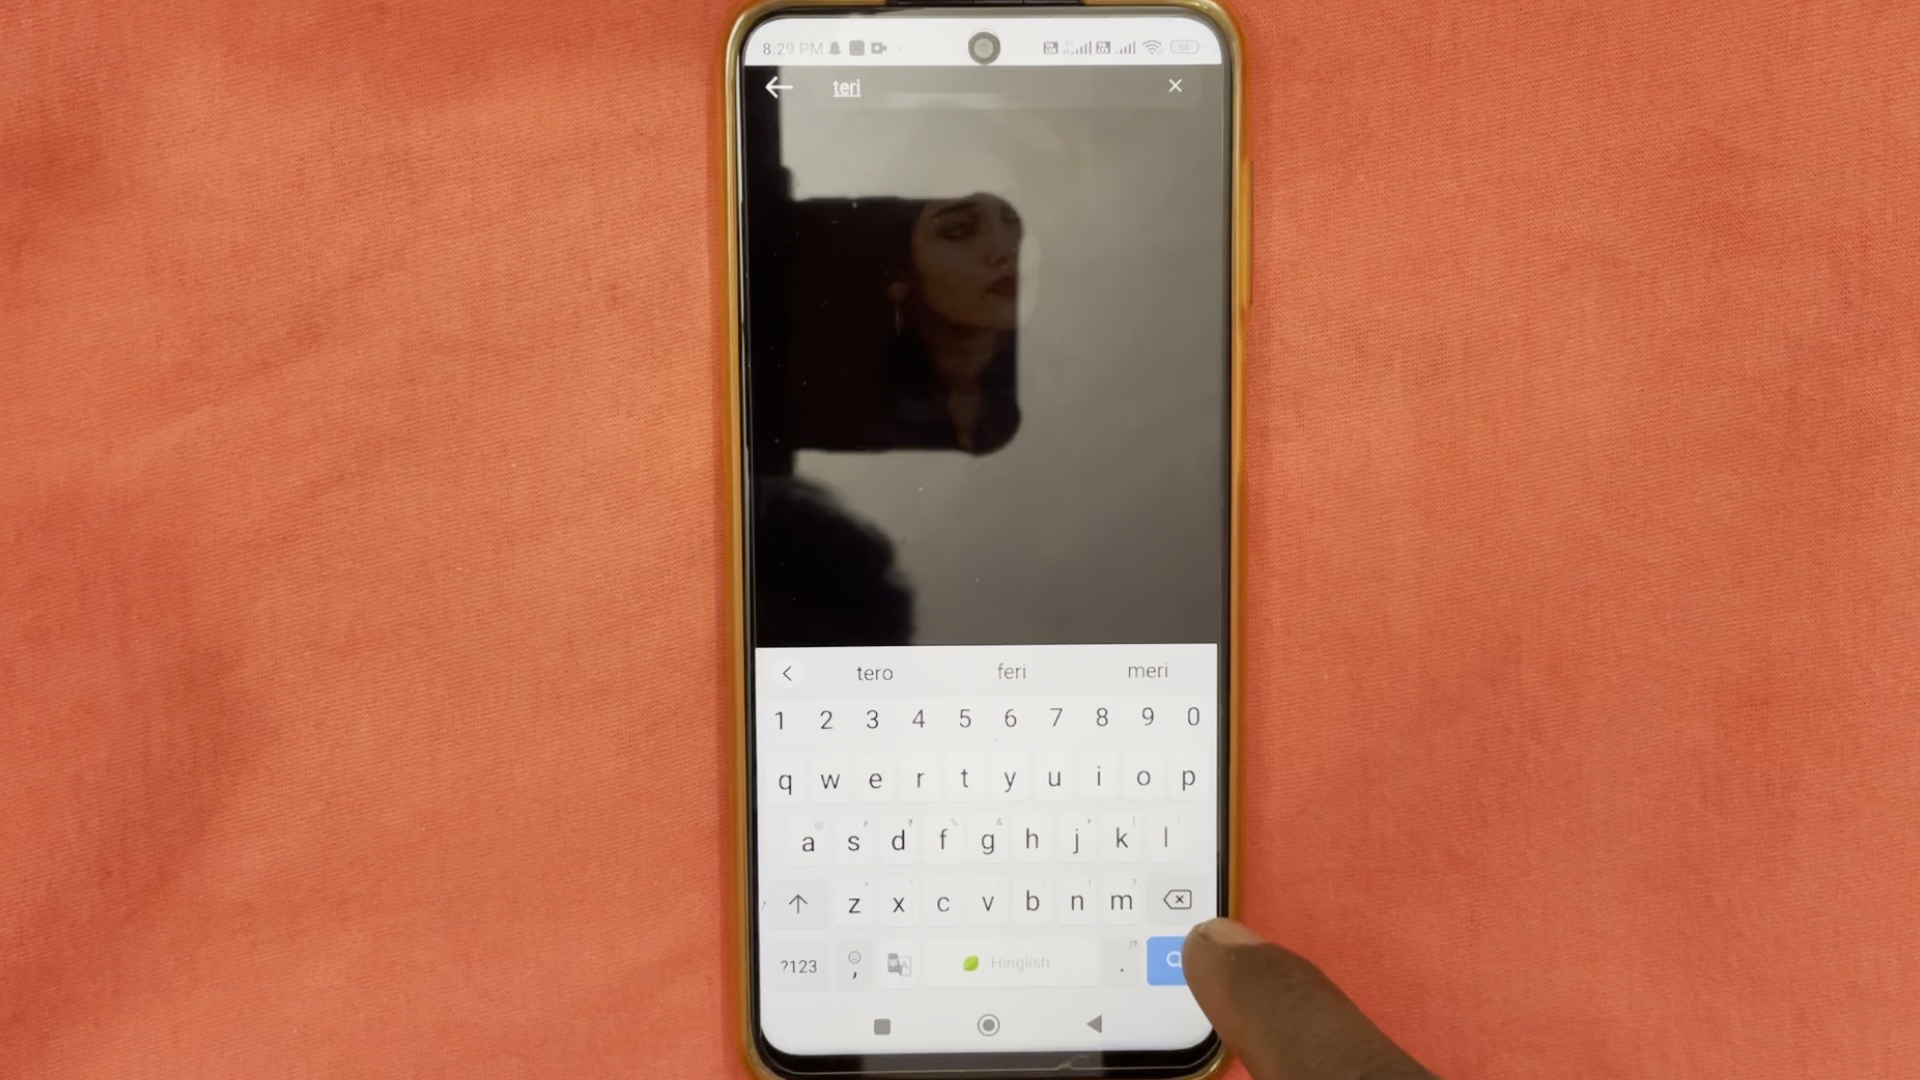 8:29 PM
teri
tero feri meri
1 2 3 4 5 6 7 8 9 0
q w e r t y u i o p
a s d f g h j k l
z x c v b n m
?123 , Hinglish .